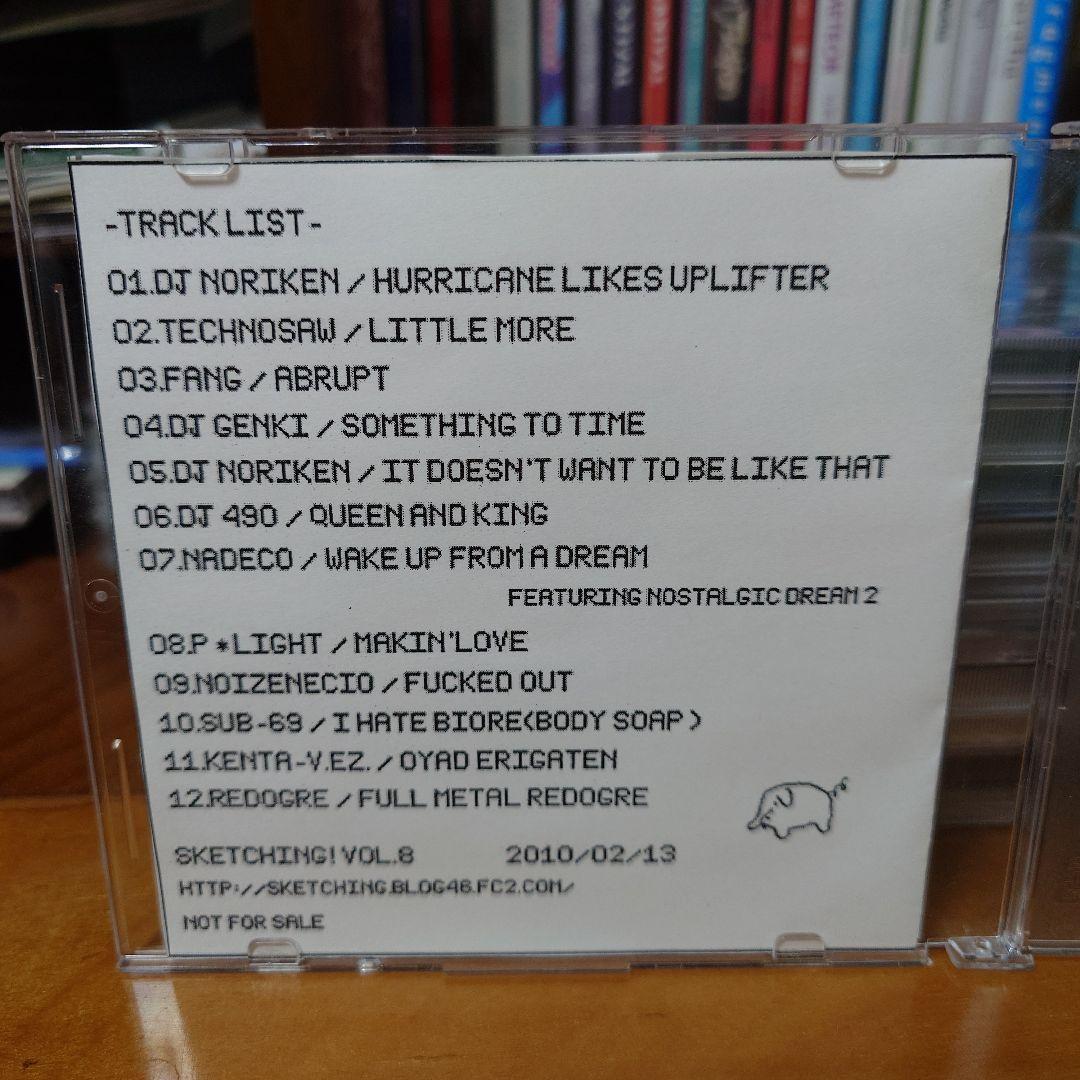 -TRACK LIST-
01.DJ NORIKEN / HURRICANE LIKES UPLIFTER
02.TECHNOSAW / LITTLE MORE
03.FANG / ABRUPT
04.DJ GENKI / SOMETHING TO TIME
05.DJ NORIKEN / IT DOESN'T WANT TO BE LIKE THAT
06.DJ 490 / QUEEN AND KING
07.NADECO / WAKE UP FROM A DREAM
FEATURING NOSTALGIC DREAM 2
08.P*LIGHT / MAKIN'LOVE
09.NOIZENECIO / FUCKED OUT
10.SUB-69 / I HATE BIORE(BODY SOAP)
11.KENTA-V.EZ. / OYAD ERIGATEN
12.REDOGRE / FULL METAL REDOGRE
SKETCHING! VOL.8 2010/02/13
HTTP://SKETCHING.BLOG46.FC2.COM/
NOT FOR SALE